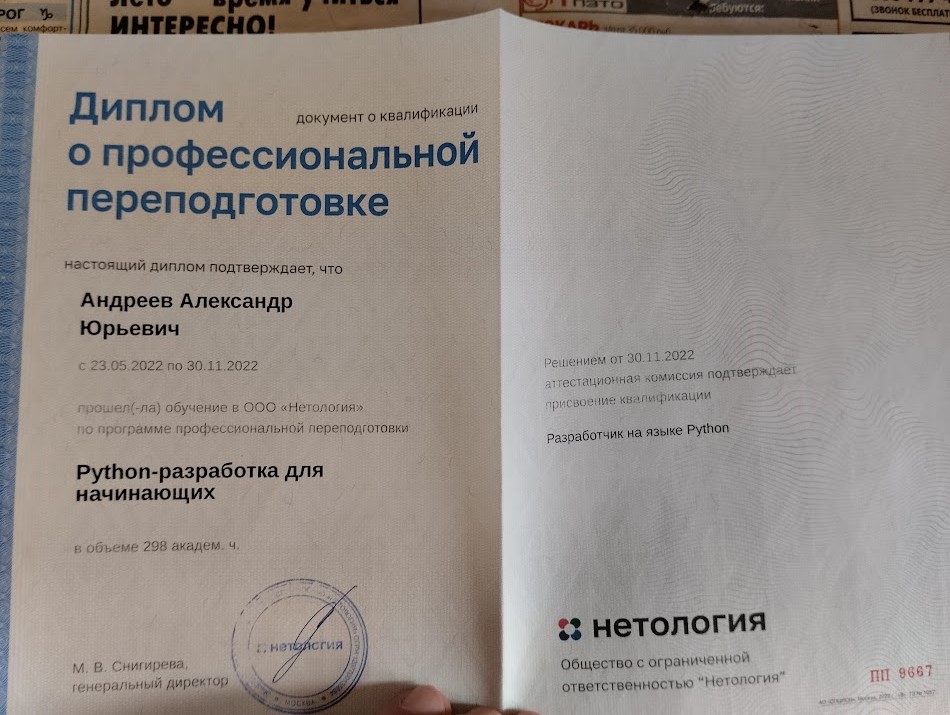 РОГ ♑
ИНТЕРЕСНО!
(ЗВОНОК БЕСПЛАТ
Диплом
документ о квалификации
о профессиональной
переподготовке
настоящий диплом подтверждает, что
Андреев Александр
Юрьевич
с 23.05.2022 по 30.11.2022
прошел(-ла) обучение в ООО «Нетология»
по программе профессиональной переподготовки
Python-разработка для
начинающих
в объеме 298 академ. ч.
нетология
М. В. Снигирева,
генеральный директор
Решением от 30.11.2022
аттестационная комиссия подтверждает
присвоение квалификации
Разработчик на языке Python
нетология
Общество с ограниченной
ответственностью “Нетология”
ПП 9667